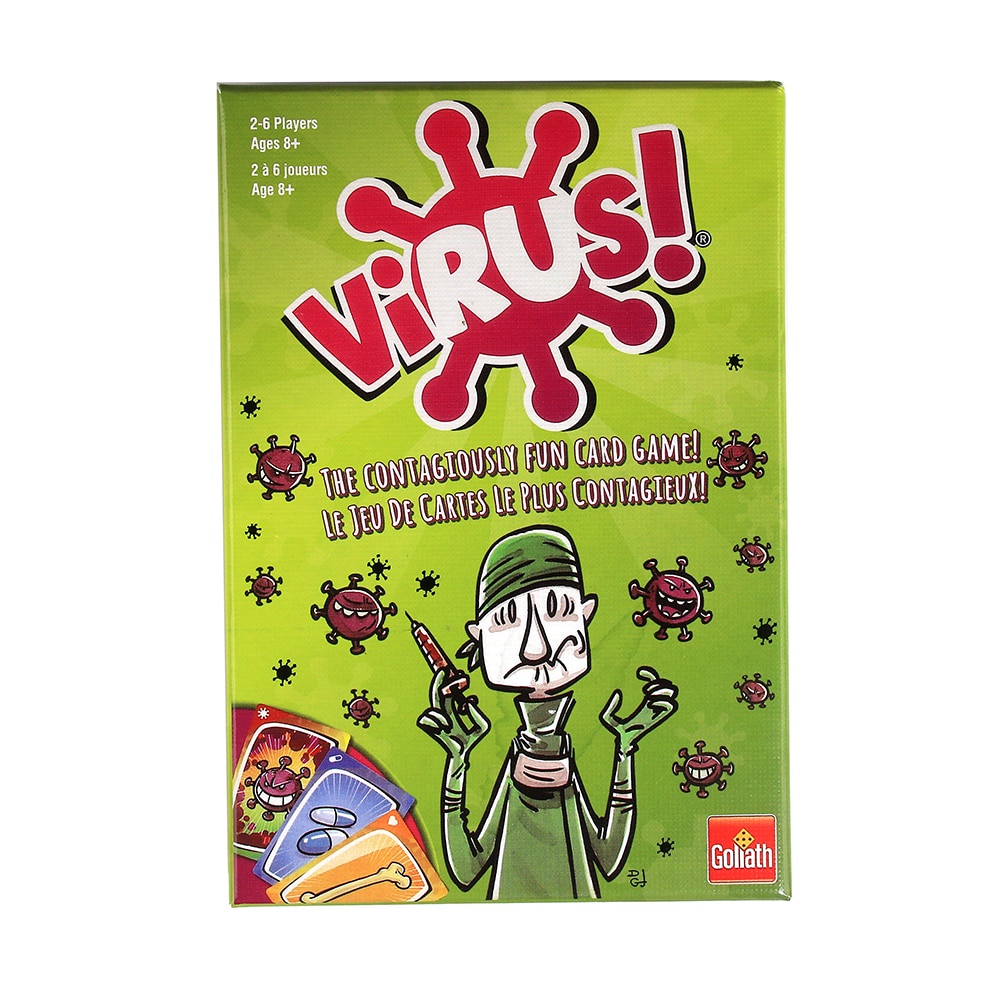 2-6 Players
Ages 8+
2 à 6 joueurs
Age 8+
ViRUS!®
THE CONTAGIOUSLY FUN CARD GAME!
LE JEU DE CARTES LE PLUS CONTAGIEUX!
Goliath
DGJ